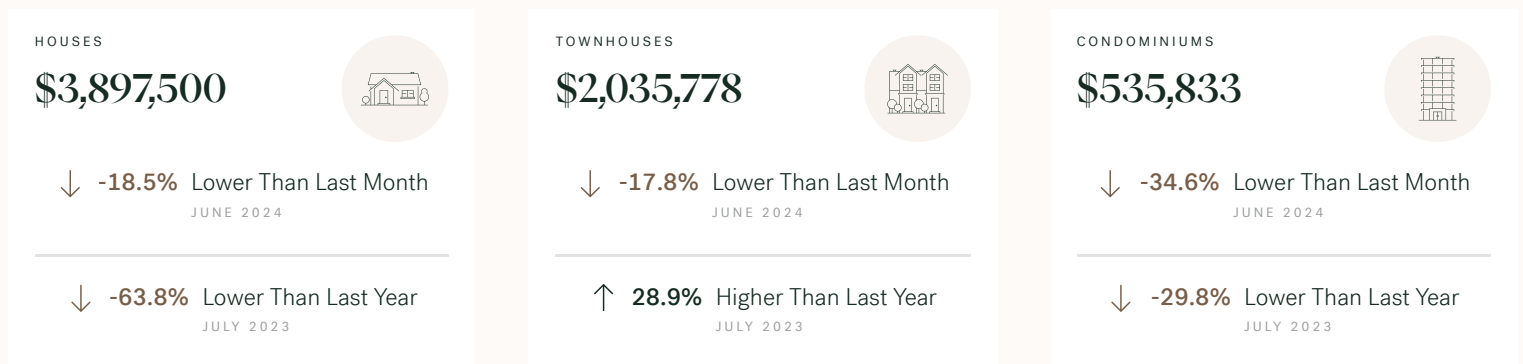 HOUSES
$3,897,500
-18.5% Lower Than Last Month
JUNE 2024
-63.8% Lower Than Last Year
JULY 2023
TOWNHOUSES
$2,035,778
-17.8% Lower Than Last Month
JUNE 2024
28.9% Higher Than Last Year
JULY 2023
CONDOMINIUMS
$535,833
-34.6% Lower Than Last Month
JUNE 2024
-29.8% Lower Than Last Year
JULY 2023